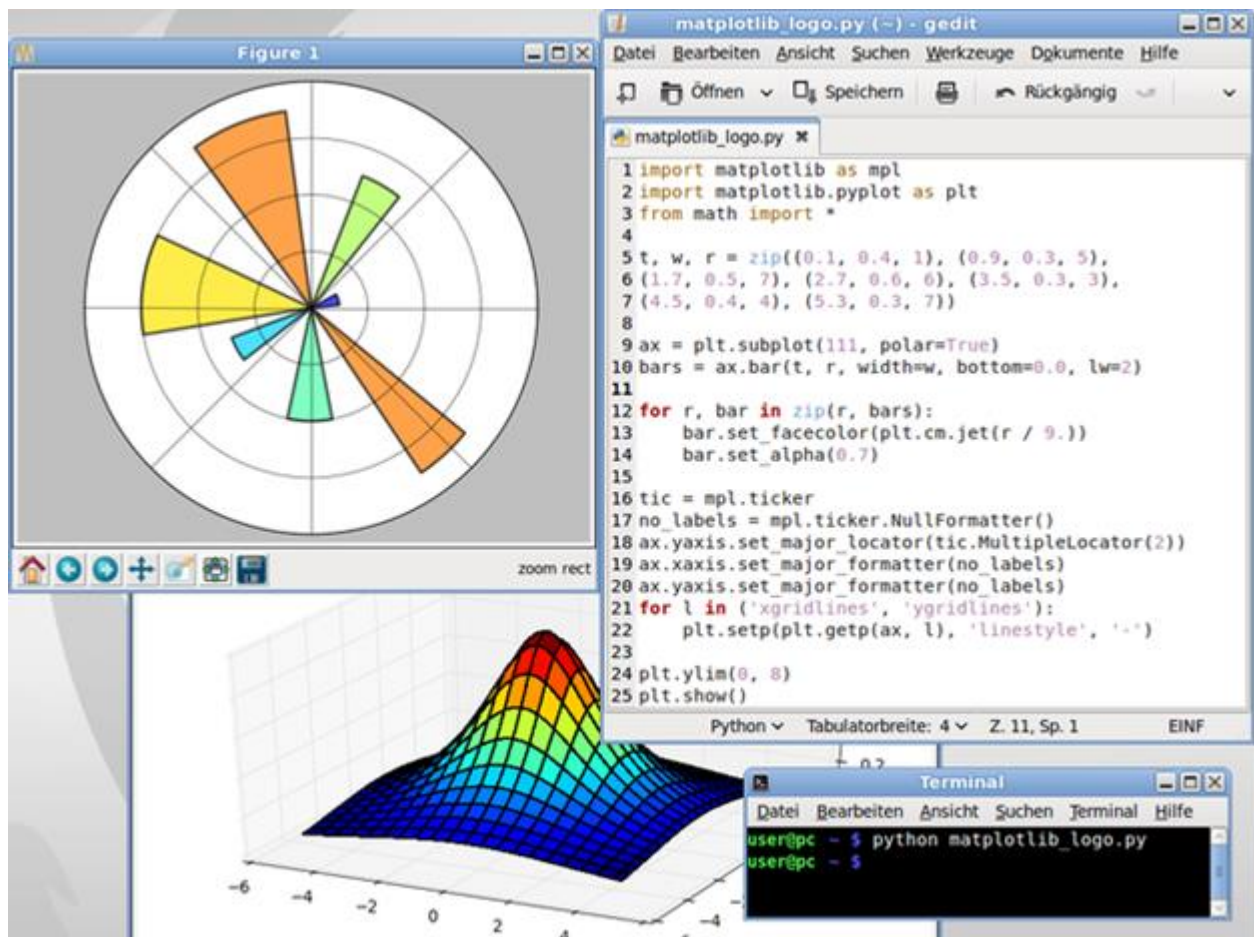 Figure 1
zoom rect
matplotlib_logo.py (~) - gedit
Datei Bearbeiten Ansicht Suchen Werkzeuge Dokumente Hilfe
Öffnen Speichern Rückgängig
matplotlib_logo.py
1 import matplotlib as mpl
2 import matplotlib.pyplot as plt
3 from math import *
4
5 t, w, r = zip((0.1, 0.4, 1), (0.9, 0.3, 5),
6 (1.7, 0.5, 7), (2.7, 0.6, 6), (3.5, 0.3, 3),
7 (4.5, 0.4, 4), (5.3, 0.3, 7))
8
9 ax = plt.subplot(111, polar=True)
10 bars = ax.bar(t, r, width=w, bottom=0.0, lw=2)
11
12 for r, bar in zip(r, bars):
13     bar.set_facecolor(plt.cm.jet(r / 9.))
14     bar.set_alpha(0.7)
15
16 tic = mpl.ticker
17 no_labels = mpl.ticker.NullFormatter()
18 ax.yaxis.set_major_locator(tic.MultipleLocator(2))
19 ax.xaxis.set_major_formatter(no_labels)
20 ax.yaxis.set_major_formatter(no_labels)
21 for l in ('xgridlines', 'ygridlines'):
22     plt.setp(plt.getp(ax, l), 'linestyle', '-')
23
24 plt.ylim(0, 8)
25 plt.show()
Python Tabulatorbreite: 4 Z. 11, Sp. 1 EINF
0.2
−6 −4 −2 0 2 4
−4
Terminal
Datei Bearbeiten Ansicht Suchen Terminal Hilfe
user@pc ~ $ python matplotlib_logo.py
user@pc ~ $